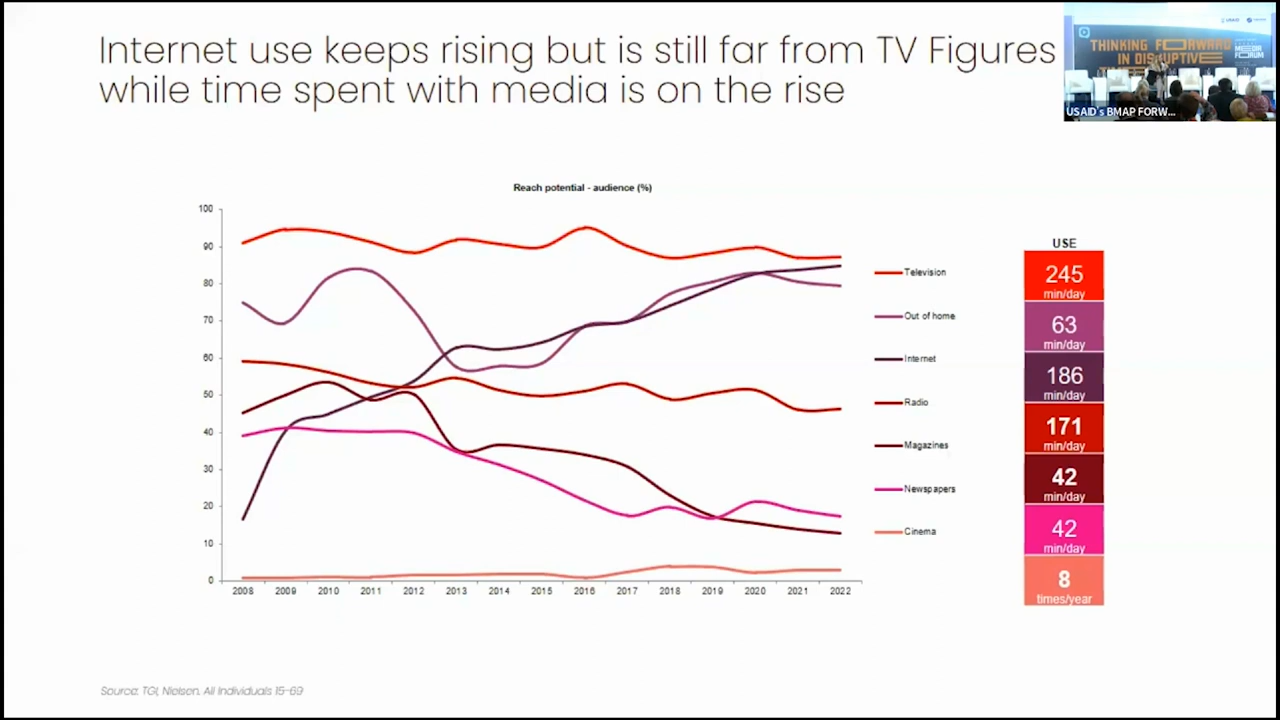 Internet use keeps rising but is still far from TV Figures
while time spent with media is on the rise
THINKING FORWARD
IN DISRUPTIVE
MEDIA
FORUM
USAID's BMAP FORW...
Reach potential - audience (%)
100
90
80
70
60
50
40
30
20
10
0
2008 2009 2010 2011 2012 2013 2014 2015 2016 2017 2018 2019 2020 2021 2022
Television
Out of home
Internet
Radio
Magazines
Newspapers
Cinema
USE
245
min/day
63
min/day
186
min/day
171
min/day
42
min/day
42
min/day
8
times/year
Source: TGI, Nielsen. All Individuals 15-69